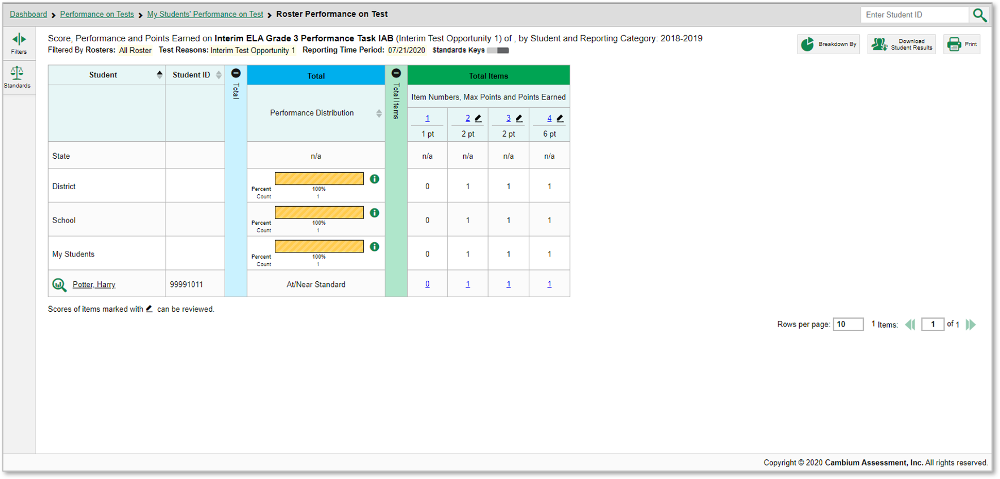 Dashboard Performance on Tests My Students' Performance on Test Roster Performance on Test Enter Student ID
Filters
Standards
Score, Performance and Points Earned on Interim ELA Grade 3 Performance Task IAB (Interim Test Opportunity 1) of , by Student and Reporting Category: 2018-2019
Filtered By Rosters: All Roster Test Reasons: Interim Test Opportunity 1 Reporting Time Period: 07/21/2020 Standards Keys
Breakdown By
Download
Student Results
Print
Student Student ID Total Total Total Items Total Items
Item Numbers, Max Points and Points Earned
Performance Distribution
1 2 3 4
1 pt 2 pt 2 pt 6 pt
State n/a n/a n/a n/a n/a
District 0 1 1 1
Percent 100%
Count 1
School 0 1 1 1
Percent 100%
Count 1
My Students 0 1 1 1
Percent 100%
Count 1
Potter, Harry 99991011 At/Near Standard 0 1 1 1
Scores of items marked with can be reviewed.
Rows per page: 10 1 Items: 1 of 1
Copyright © 2020 Cambium Assessment, Inc. All rights reserved.